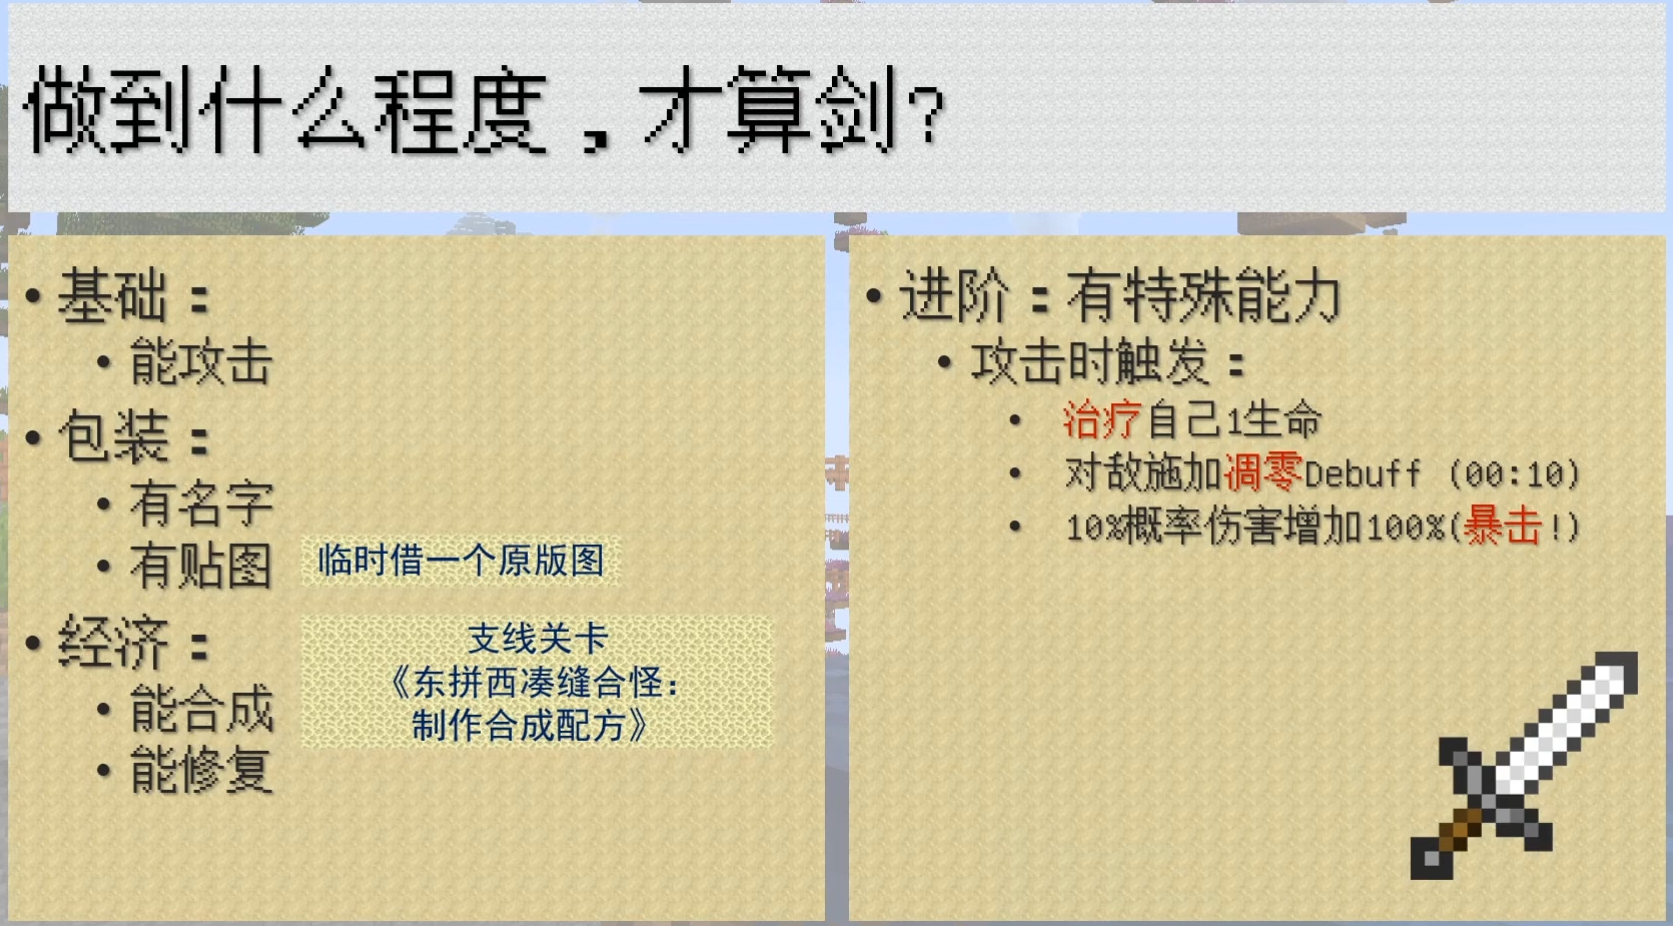 做到什么程度,才算剑?
• 基础:
• 能攻击
• 包装:
• 有名字
• 有贴图
临时借一个原版图
• 经济:
• 能合成
• 能修复
支线关卡
《东拼西凑缝合怪:
制作合成配方》
• 进阶:有特殊能力
• 攻击时触发:
• 治疗自己1生命
• 对敌施加凋零Debuff (00:10)
• 10%概率伤害增加100%(暴击!)